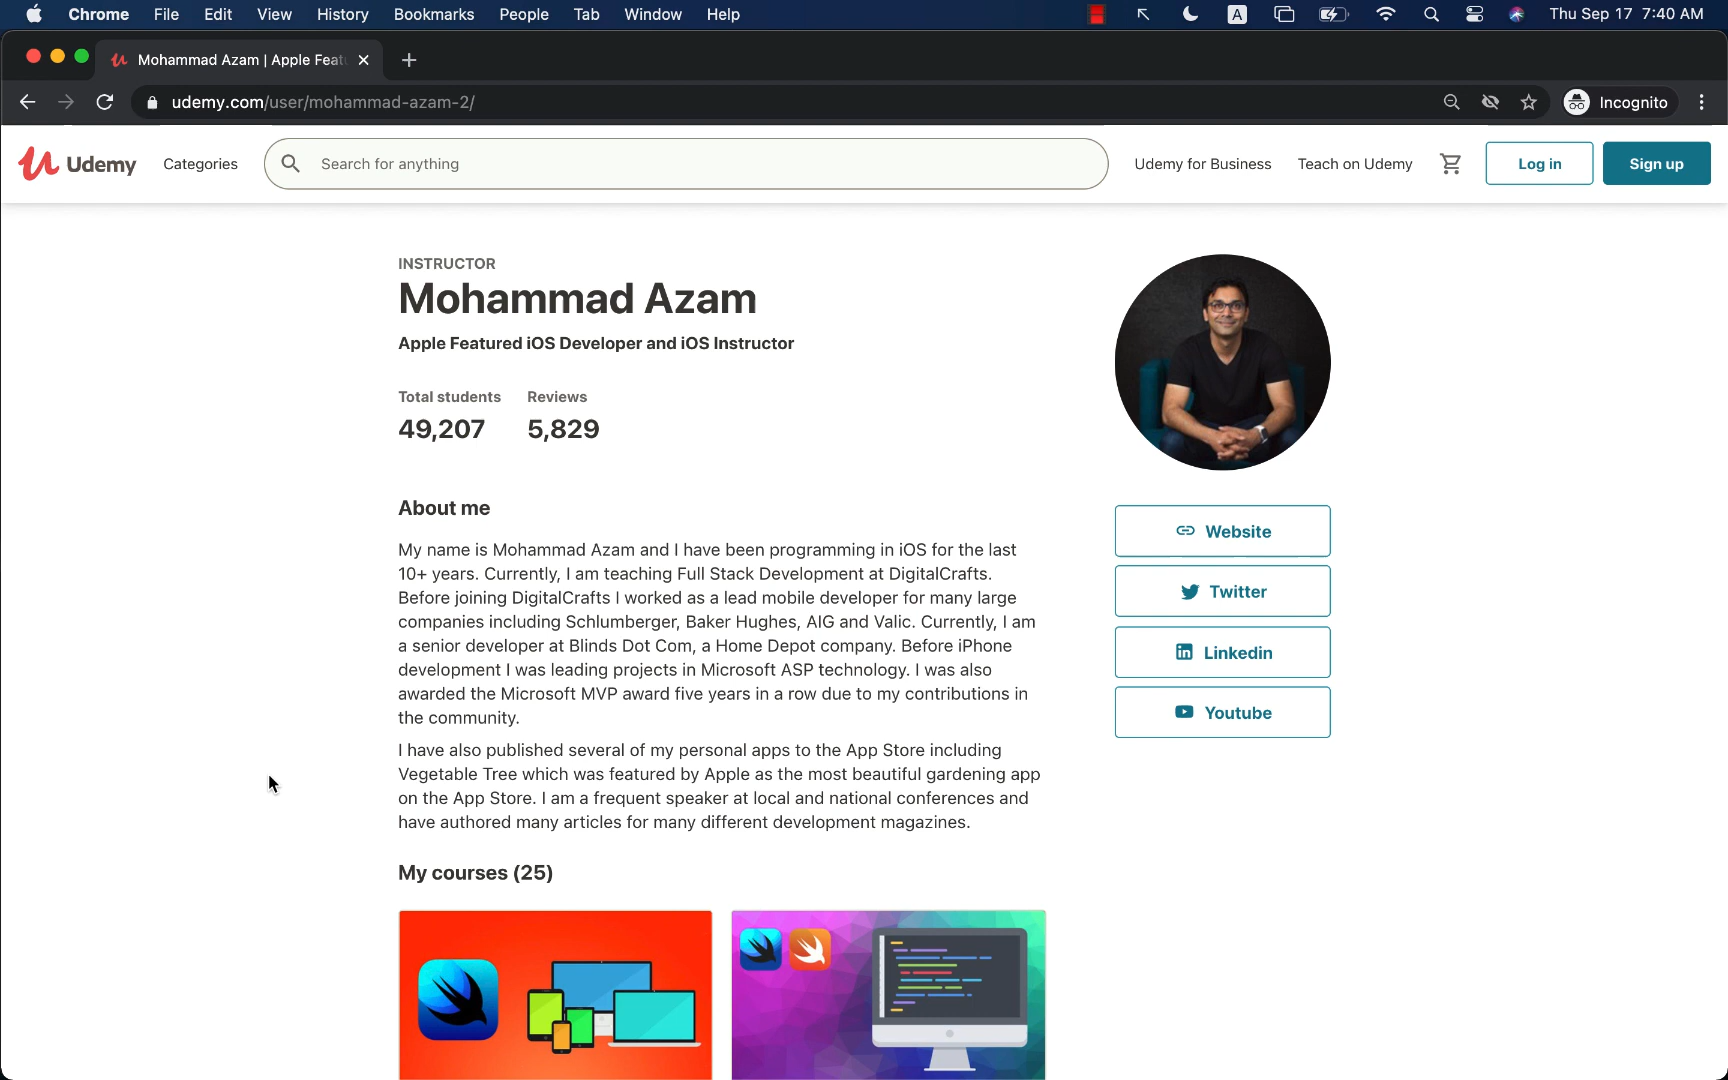 Chrome File Edit View History Bookmarks People Tab Window Help A Thu Sep 17 7:40 AM
Mohammad Azam | Apple Feat
udemy.com/user/mohammad-azam-2/ Incognito
Udemy Categories Search for anything Udemy for Business Teach on Udemy Log in Sign up
INSTRUCTOR
Mohammad Azam
Apple Featured iOS Developer and iOS Instructor
Total students Reviews
49,207 5,829
About me
My name is Mohammad Azam and I have been programming in iOS for the last
10+ years. Currently, I am teaching Full Stack Development at DigitalCrafts.
Before joining DigitalCrafts I worked as a lead mobile developer for many large
companies including Schlumberger, Baker Hughes, AIG and Valic. Currently, I am
a senior developer at Blinds Dot Com, a Home Depot company. Before iPhone
development I was leading projects in Microsoft ASP technology. I was also
awarded the Microsoft MVP award five years in a row due to my contributions in
the community.
I have also published several of my personal apps to the App Store including
Vegetable Tree which was featured by Apple as the most beautiful gardening app
on the App Store. I am a frequent speaker at local and national conferences and
have authored many articles for many different development magazines.
My courses (25)
Website
Twitter
Linkedin
Youtube